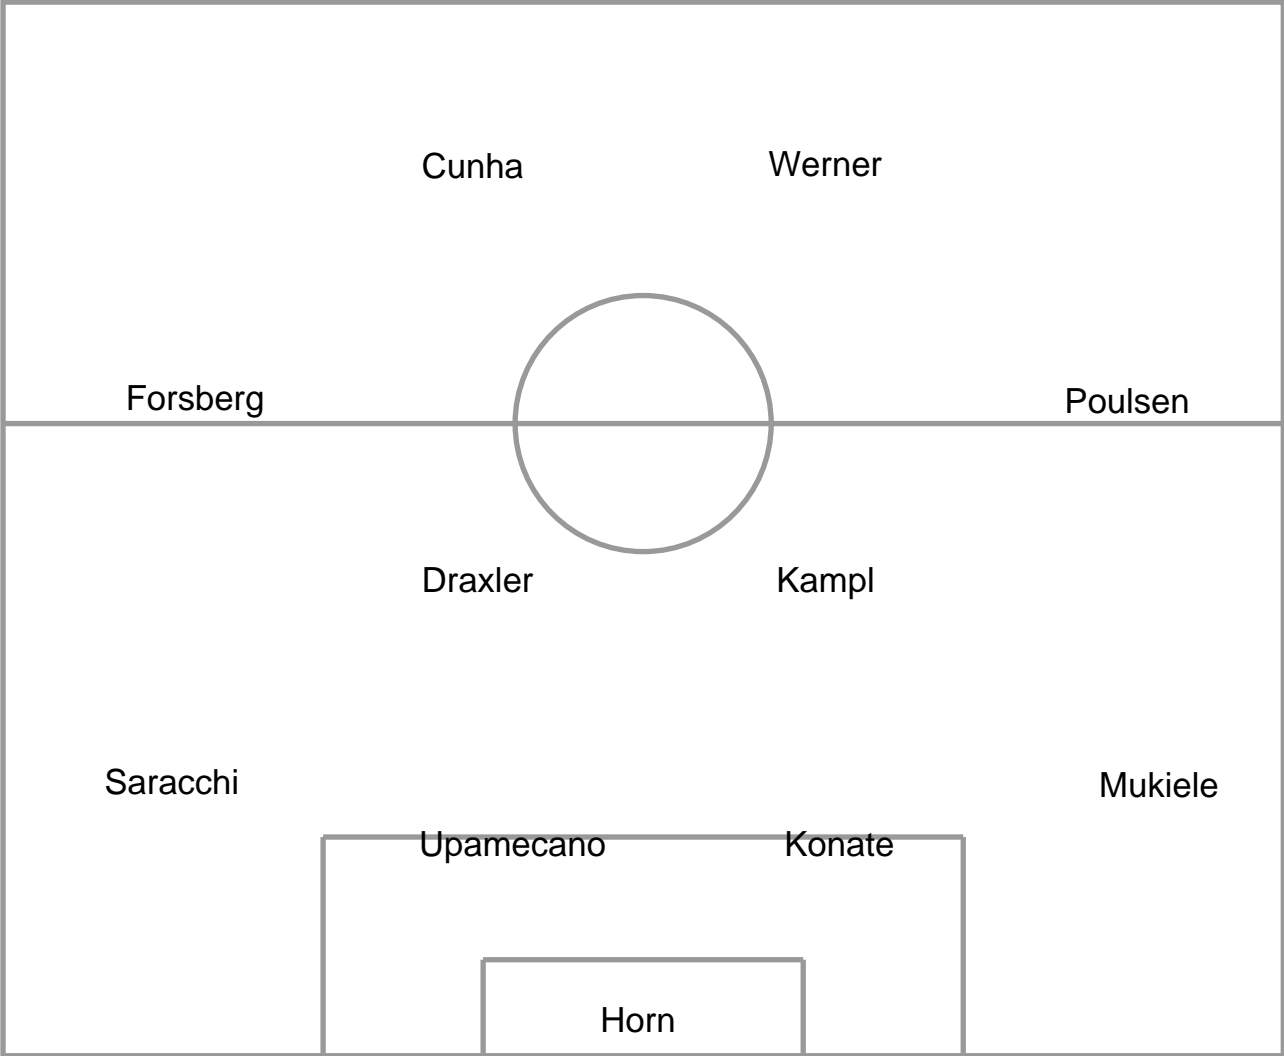 Cunha
Werner
Forsberg
Poulsen
Draxler
Kampl
Saracchi
Mukiele
Upamecano
Konate
Horn